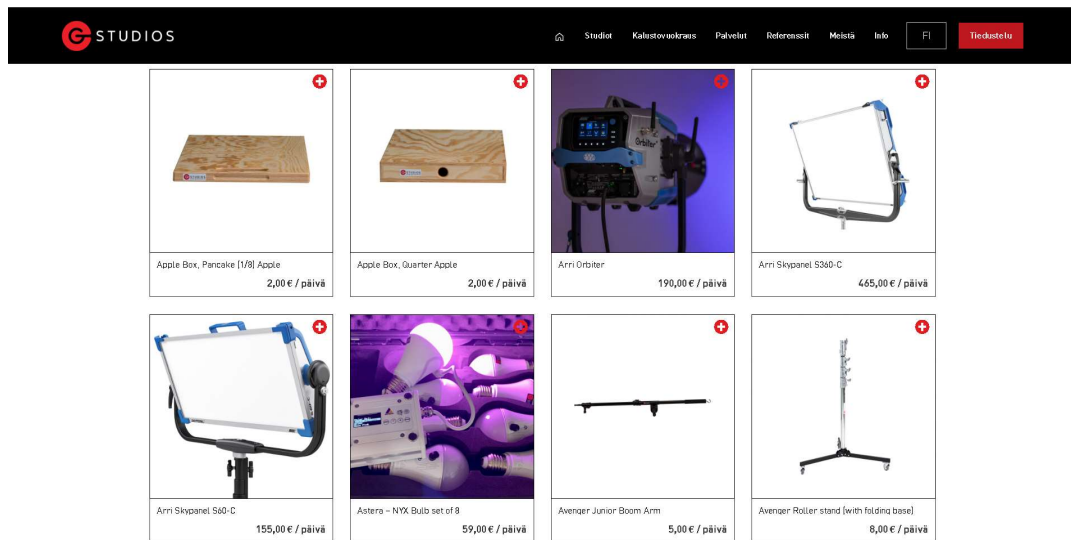 STUDIOS
Studiot Kalustovuokraus Palvelut Referenssit Meistä Info FI Tiedustelu
STUDIOS
STUDIOS
Orbiter
Apple Box, Pancake (1/8) Apple
2,00 € / päivä
Apple Box, Quarter Apple
2,00 € / päivä
Arri Orbiter
190,00 € / päivä
Arri Skypanel S360-C
465,00 € / päivä
Arri Skypanel S60-C
155,00 € / päivä
Astera – NYX Bulb set of 8
59,00 € / päivä
Avenger Junior Boom Arm
5,00 € / päivä
Avenger Roller stand (with folding base)
8,00 € / päivä